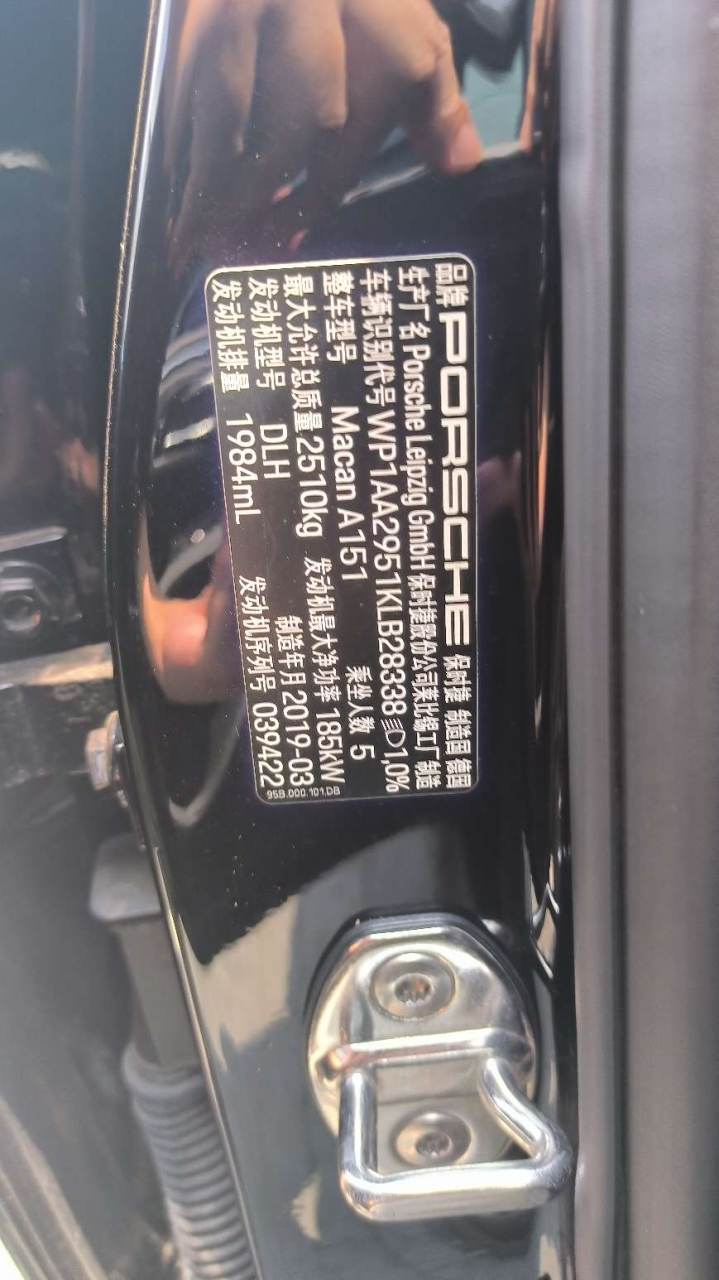 品牌 PORSCHE 保时捷 制造国 德国
生产厂名 Porsche Leipzig GmbH 保时捷股份公司莱比锡工厂制造
车辆识别代号 WP1AA2951KLB28338 1,0%
整车型号 Macan A151 乘坐人数 5
最大允许总质量 2510kg 发动机最大净功率 185kW
发动机型号 DLH 制造年月 2019-03
发动机排量 1984mL 发动机序列号 039422
95B.000.101.DB